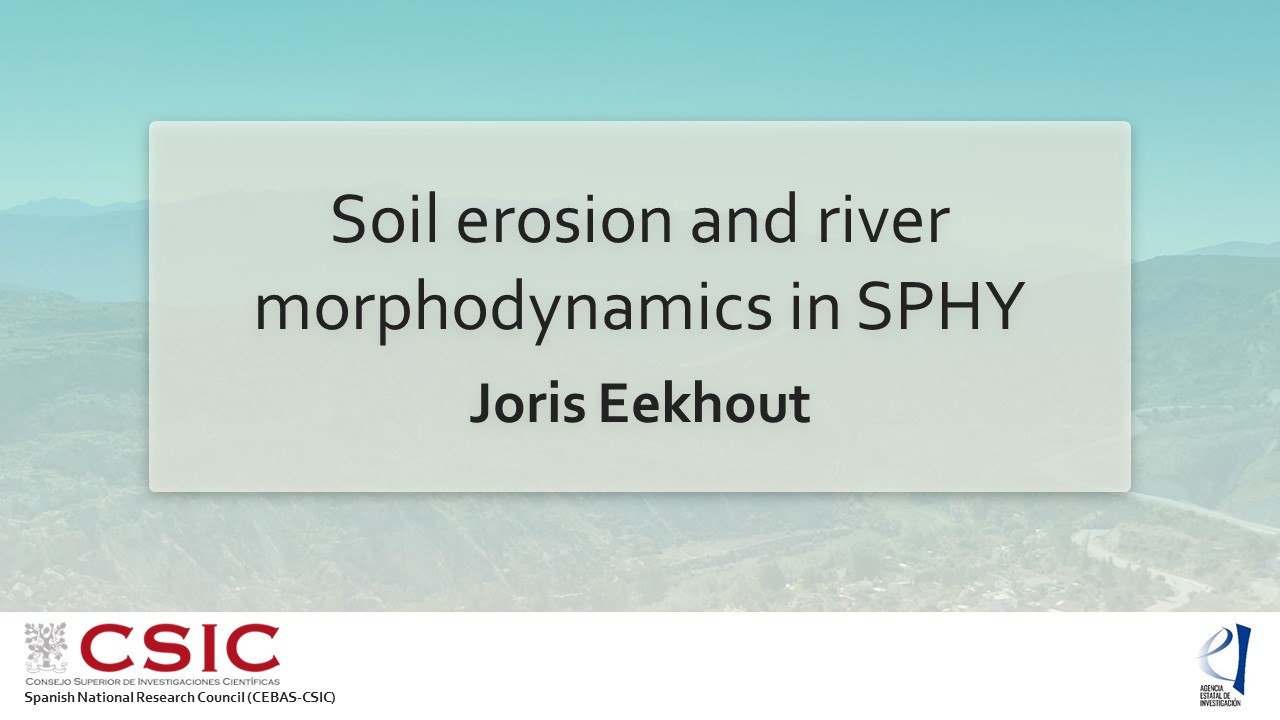 Soil erosion and river
morphodynamics in SPHY
Joris Eekhout
CSIC
CONSEJO SUPERIOR DE INVESTIGACIONES CIENTÍFICAS
Spanish National Research Council (CEBAS-CSIC)
AGENCIA
ESTATAL DE
INVESTIGACIÓN